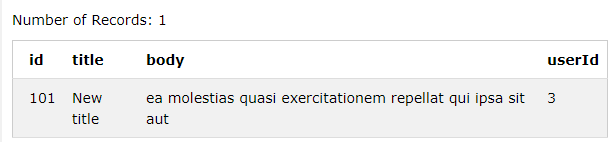 Number of Records: 1
id title body userId
101 New title ea molestias quasi exercitationem repellat qui ipsa sit aut 3